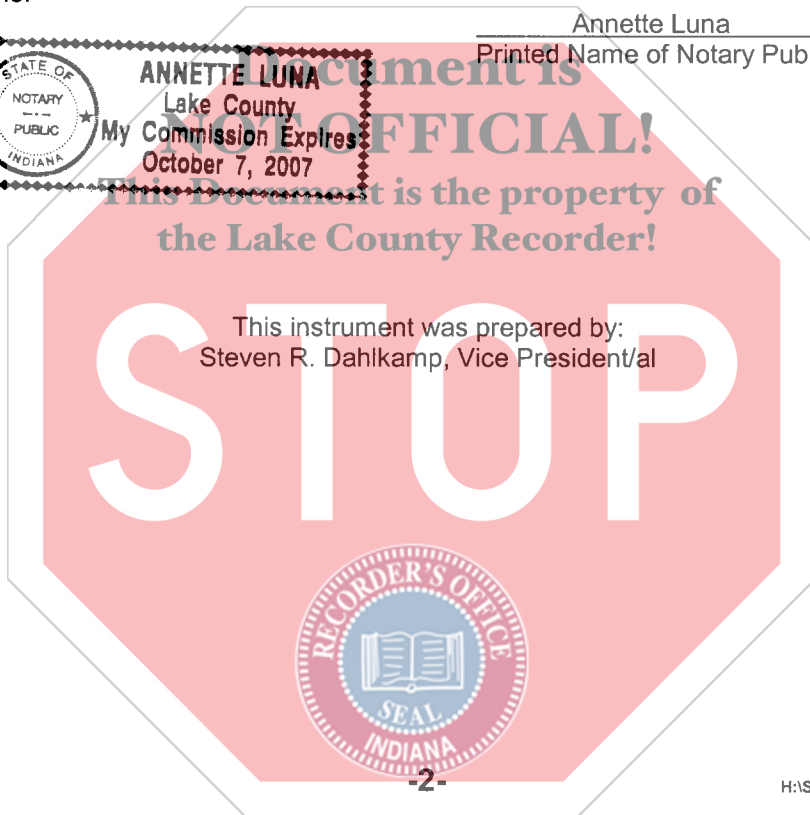 Annette Luna
Printed Name of Notary Pub
STATE OF
NOTARY
PUBLIC
INDIANA
ANNETTE LUNA
Lake County
My Commission Expires
October 7, 2007
Document is
NOT OFFICIAL!
This Document is the property of
the Lake County Recorder!
This instrument was prepared by:
Steven R. Dahlkamp, Vice President/al
STOP
RECORDER'S OFFICE
SEAL
INDIANA
-2-
H:\S